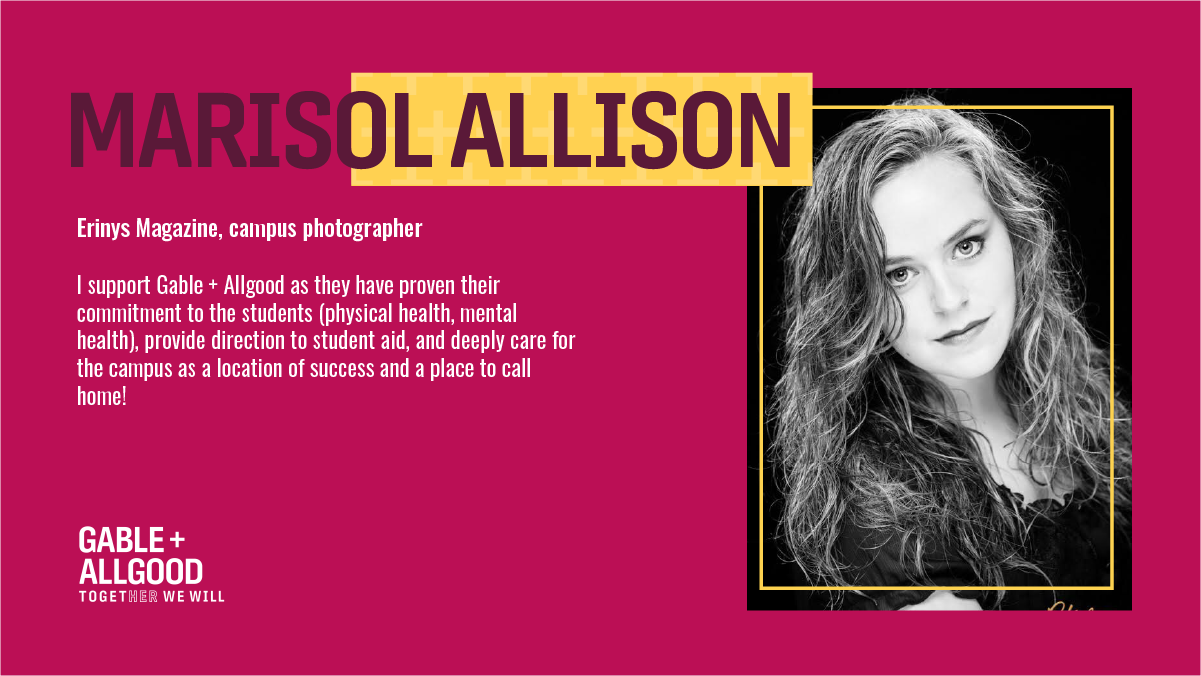 MARISOL ALLISON
Erinys Magazine, campus photographer
I support Gable + Allgood as they have proven their
commitment to the students (physical health, mental
health), provide direction to student aid, and deeply care for
the campus as a location of success and a place to call
home!
GABLE +
ALLGOOD
TOGETHER WE WILL